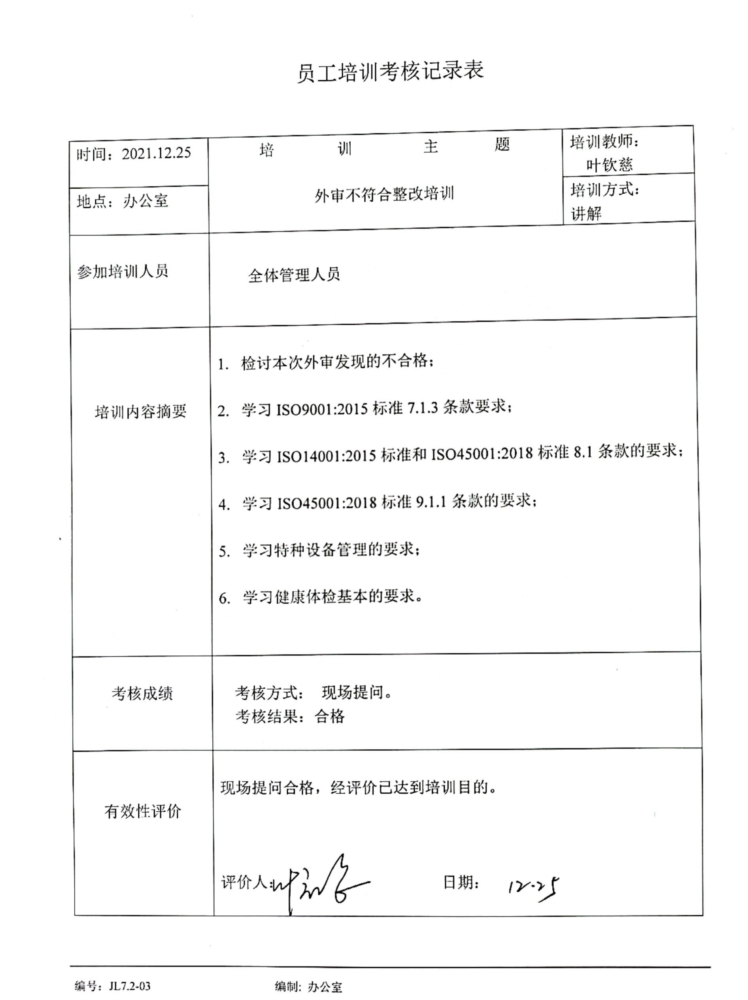 员工培训考核记录表
时间：2021.12.25
培 训 主 题
培训教师：
叶钦慈
地点：办公室
外审不符合整改培训
培训方式：
讲解
参加培训人员
全体管理人员
培训内容摘要
1. 检讨本次外审发现的不合格；
2. 学习 ISO9001:2015 标准 7.1.3 条款要求；
3. 学习 ISO14001:2015 标准和 ISO45001:2018 标准 8.1 条款的要求；
4. 学习 ISO45001:2018 标准 9.1.1 条款的要求；
5. 学习特种设备管理的要求；
6. 学习健康体检基本的要求。
考核成绩
考核方式： 现场提问。
考核结果：合格
有效性评价
现场提问合格，经评价已达到培训目的。
评价人: 日期： 12.25
编号：JL7.2-03 编制: 办公室